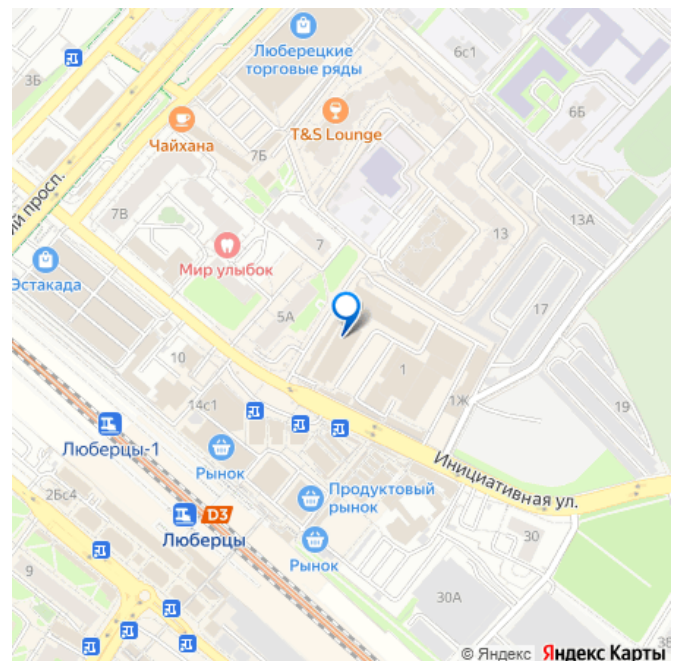 Люберецкие
торговые ряды
6с1
3Б
6Б
T&S Lounge
Чайхана
7Б
ий просп.
7В
13А
7
13
Мир улыбок
Эстакада
17
5А
10
1
1Ж
14с1
19
Люберцы-1
Рынок
Инициативная ул.
Продуктовый
рынок
2Бс4
D3
Люберцы
30
Рынок
9
30А
3Б
© Яндекс Яндекс Карты